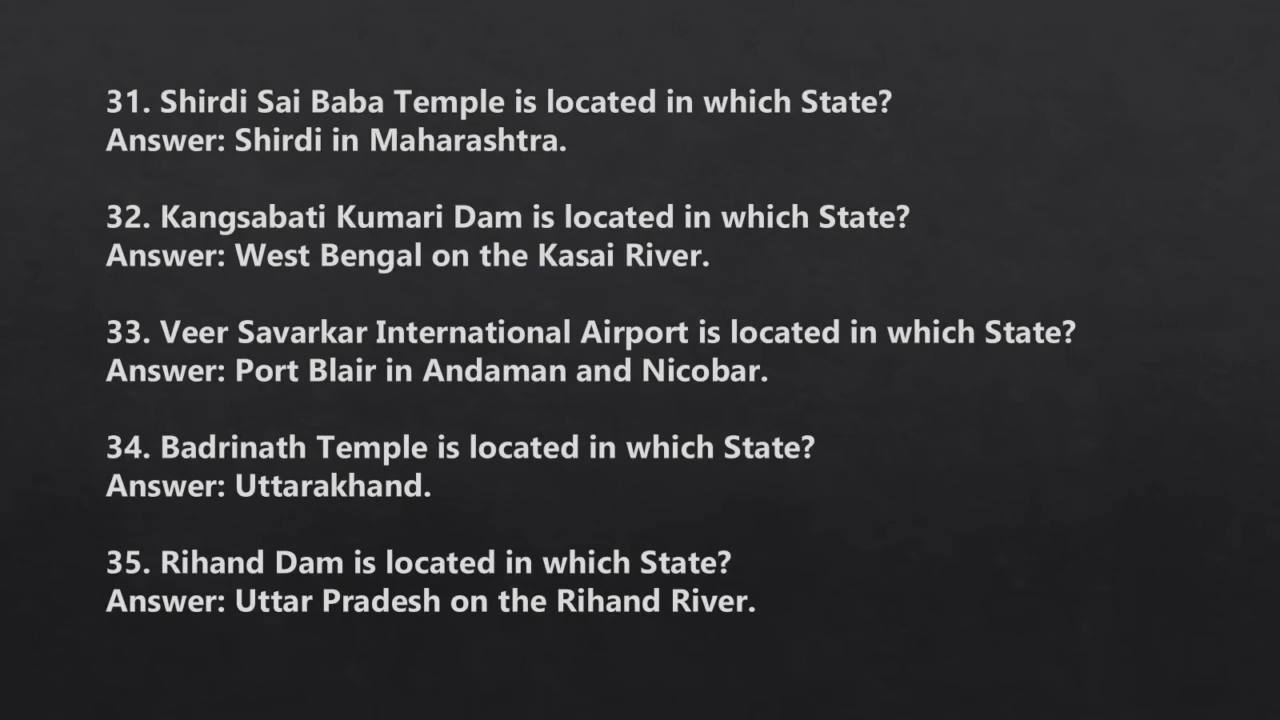 31. Shirdi Sai Baba Temple is located in which State?
Answer: Shirdi in Maharashtra.
32. Kangsabati Kumari Dam is located in which State?
Answer: West Bengal on the Kasai River.
33. Veer Savarkar International Airport is located in which State?
Answer: Port Blair in Andaman and Nicobar.
34. Badrinath Temple is located in which State?
Answer: Uttarakhand.
35. Rihand Dam is located in which State?
Answer: Uttar Pradesh on the Rihand River.